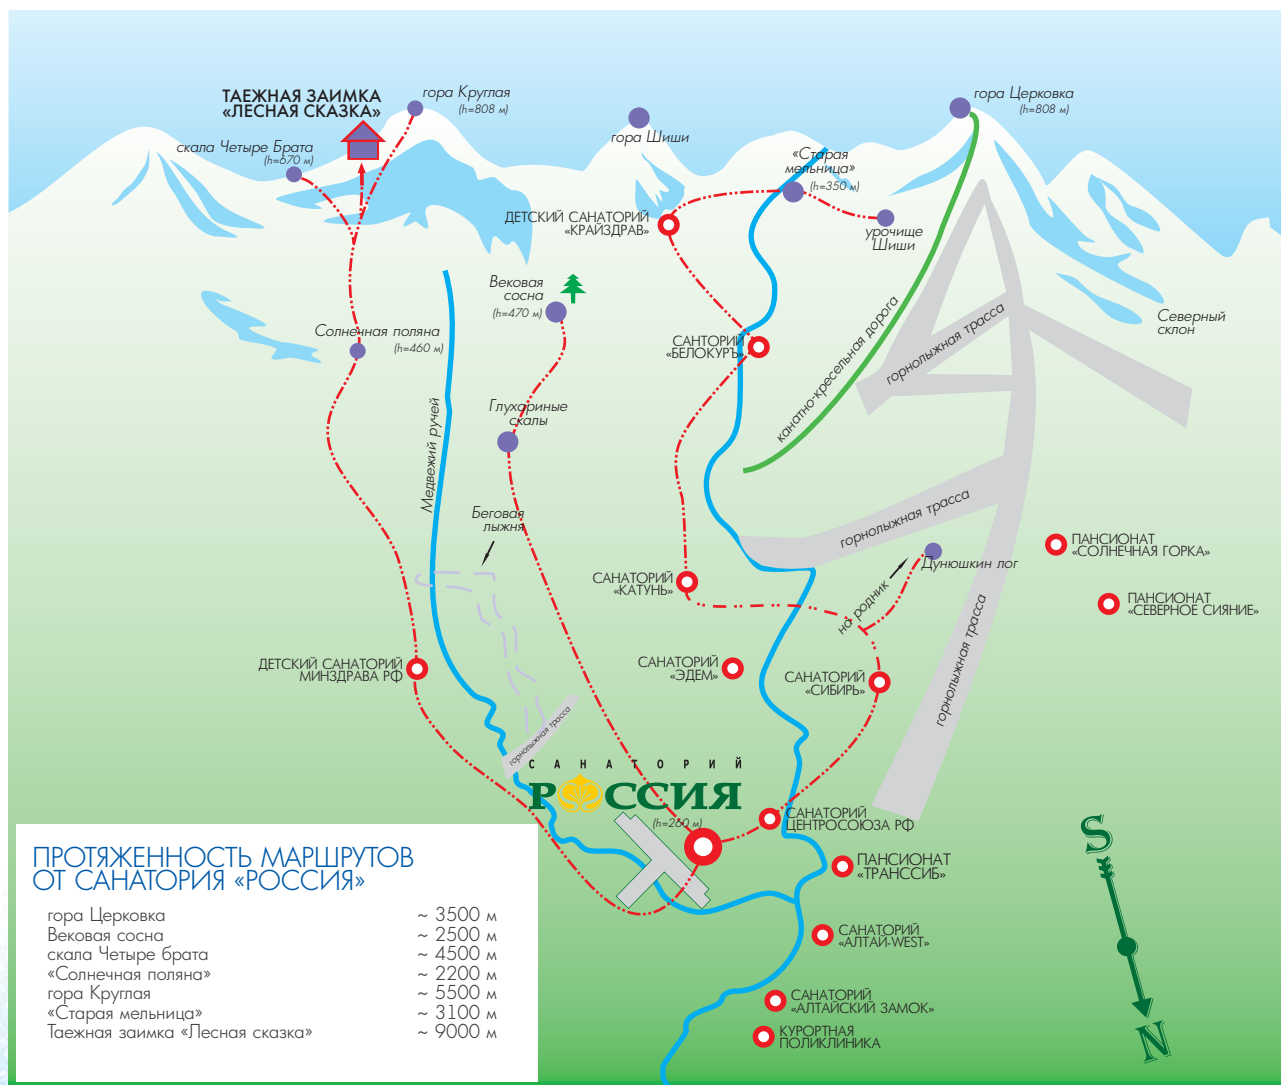 ТАЕЖНАЯ ЗАИМКА
«ЛЕСНАЯ СКАЗКА»
гора Круглая
(h=808 м)
гора Церковка
(h=808 м)
скала Четыре Брата
(h=670 м)
гора Шиши
«Старая
мельница»
(h=350 м)
ДЕТСКИЙ САНАТОРИЙ
«КРАЙЗДРАВ»
урочище
Шиши
Вековая
сосна
(h=470 м)
Солнечная поляна
(h=460 м)
САНТОРИЙ
«БЕЛОКУРЪ»
канатно-кресельная дорога
горнолыжная трасса
Северный
склон
Глухариные
скалы
Медвежий ручей
Беговая
лыжня
горнолыжная трасса
Дунюшкин лог
на родник
ПАНСИОНАТ
«СОЛНЕЧНАЯ ГОРКА»
САНАТОРИЙ
«КАТУНЬ»
ПАНСИОНАТ
«СЕВЕРНОЕ СИЯНИЕ»
горнолыжная трасса
ДЕТСКИЙ САНАТОРИЙ
МИНЗДРАВА РФ
САНАТОРИЙ
«ЭДЕМ»
САНАТОРИЙ
«СИБИРЬ»
горнолыжная трасса
САНАТОРИЙ
РОССИЯ
(h=260 м)
САНАТОРИЙ
ЦЕНТРОСОЮЗА РФ
ПАНСИОНАТ
«ТРАНССИБ»
САНАТОРИЙ
«АЛТАЙ-WEST»
САНАТОРИЙ
«АЛТАЙСКИЙ ЗАМОК»
КУРОРТНАЯ
ПОЛИКЛИНИКА
S
N
ПРОТЯЖЕННОСТЬ МАРШРУТОВ
ОТ САНАТОРИЯ «РОССИЯ»
гора Церковка ~ 3500 м
Вековая сосна ~ 2500 м
скала Четыре брата ~ 4500 м
«Солнечная поляна» ~ 2200 м
гора Круглая ~ 5500 м
«Старая мельница» ~ 3100 м
Таежная заимка «Лесная сказка» ~ 9000 м